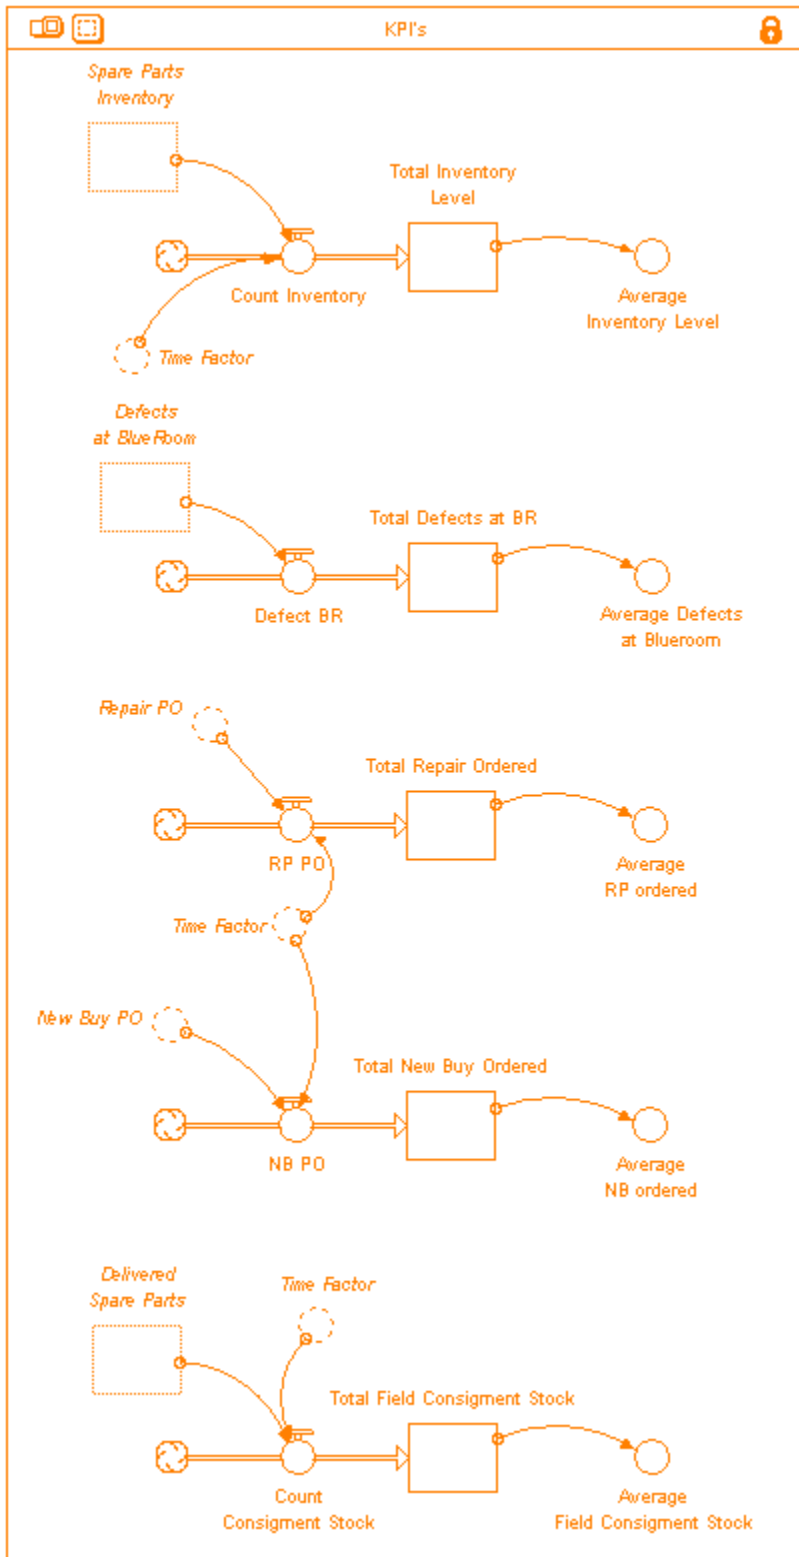 KPI's
Spare Parts
Inventory
Total Inventory
Level
Count Inventory
Average
Inventory Level
Time Factor
Defects
at BlueRoom
Total Defects at BR
Defect BR
Average Defects
at Blueroom
Repair PO
Total Repair Ordered
RP PO
Average
RP ordered
Time Factor
New Buy PO
Total New Buy Ordered
NB PO
Average
NB ordered
Delivered
Spare Parts
Time Factor
Total Field Consigment Stock
Count
Consigment Stock
Average
Field Consigment Stock